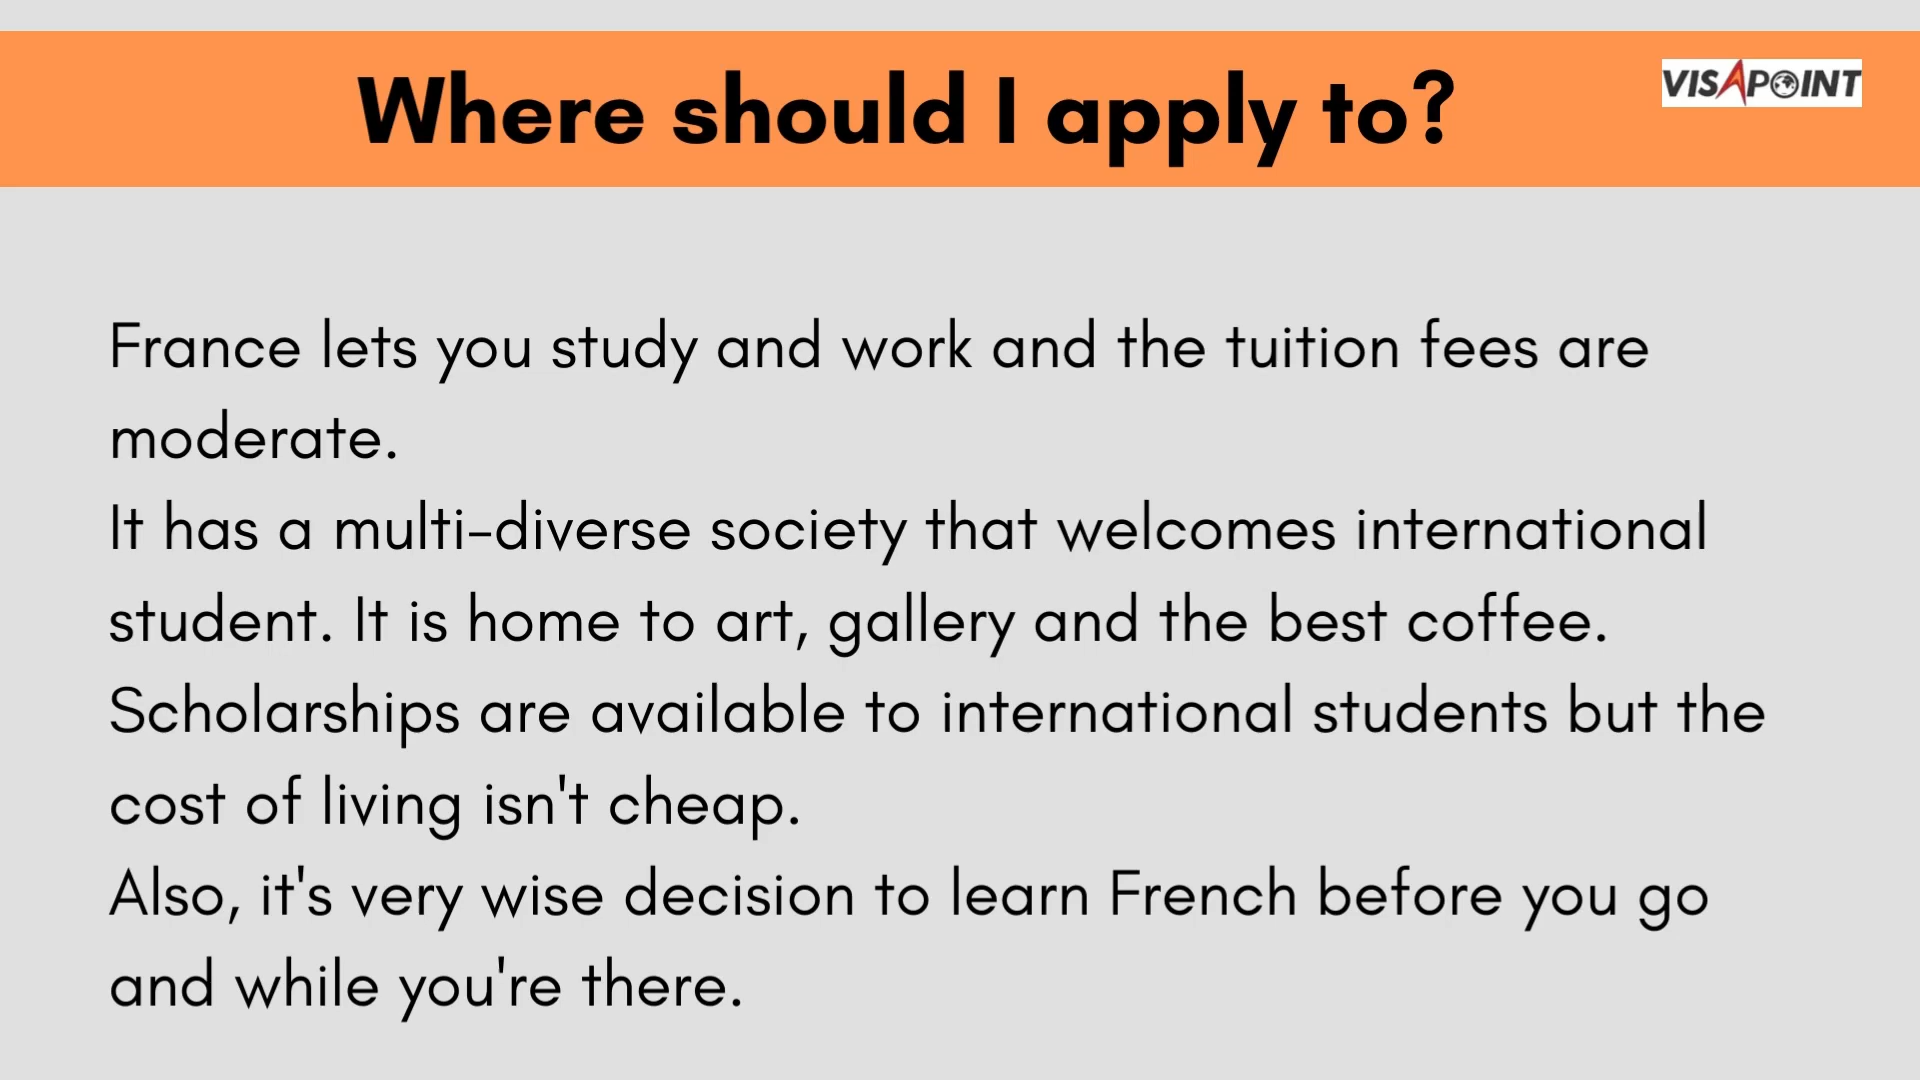 Where should I apply to?
VISAPOINT
France lets you study and work and the tuition fees are
moderate.
It has a multi-diverse society that welcomes international
student. It is home to art, gallery and the best coffee.
Scholarships are available to international students but the
cost of living isn't cheap.
Also, it's very wise decision to learn French before you go
and while you're there.